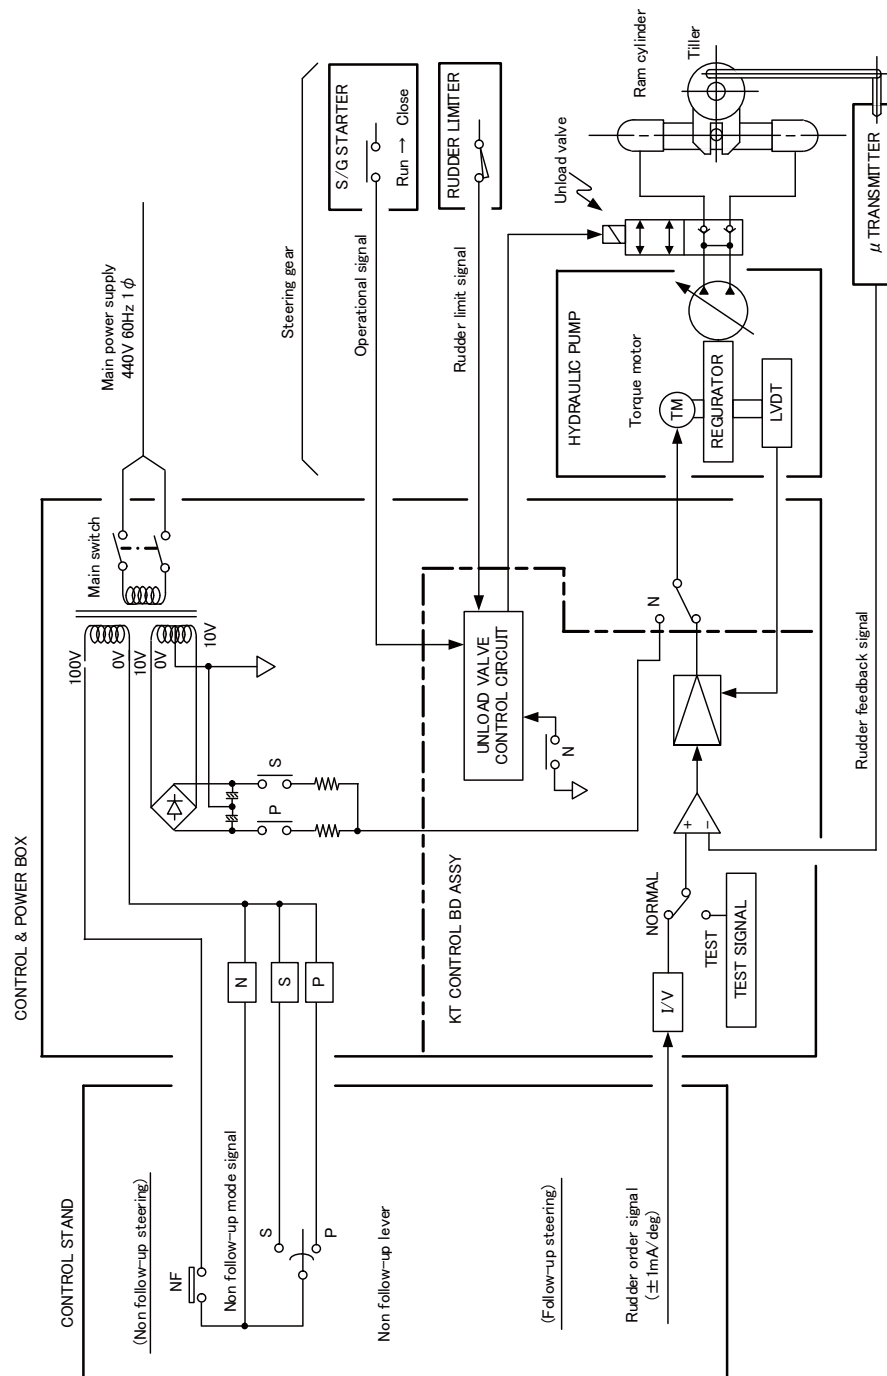 CONTROL STAND
(Non follow-up steering)
NF
Non follow-up mode signal
S
P
Non follow-up lever
(Follow-up steering)
Rudder order signal
(±1mA/deg)
CONTROL & POWER BOX
100V
0V
10V
0V
10V
Main switch
N
S
P
P
S
KT CONTROL BD ASSY
UNLOAD VALVE
CONTROL CIRCUIT
N
N
I/V
NORMAL
TEST
TEST SIGNAL
+
−
Main power supply
440V 60Hz 1ϕ
Steering gear
Operational signal
S/G STARTER
Run → Close
Rudder limit signal
RUDDER LIMITER
Unload valve
HYDRAULIC PUMP
Torque motor
TM
REGURATOR
LVDT
Ram cylinder
Tiller
μ TRANSMITTER
Rudder feedback signal